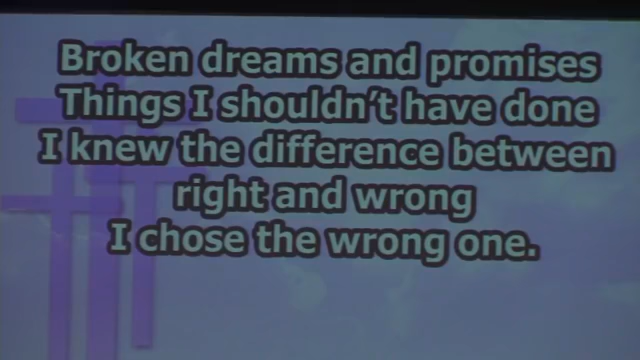 Broken dreams and promises
Things I shouldn't have done
I knew the difference between
right and wrong
I chose the wrong one.